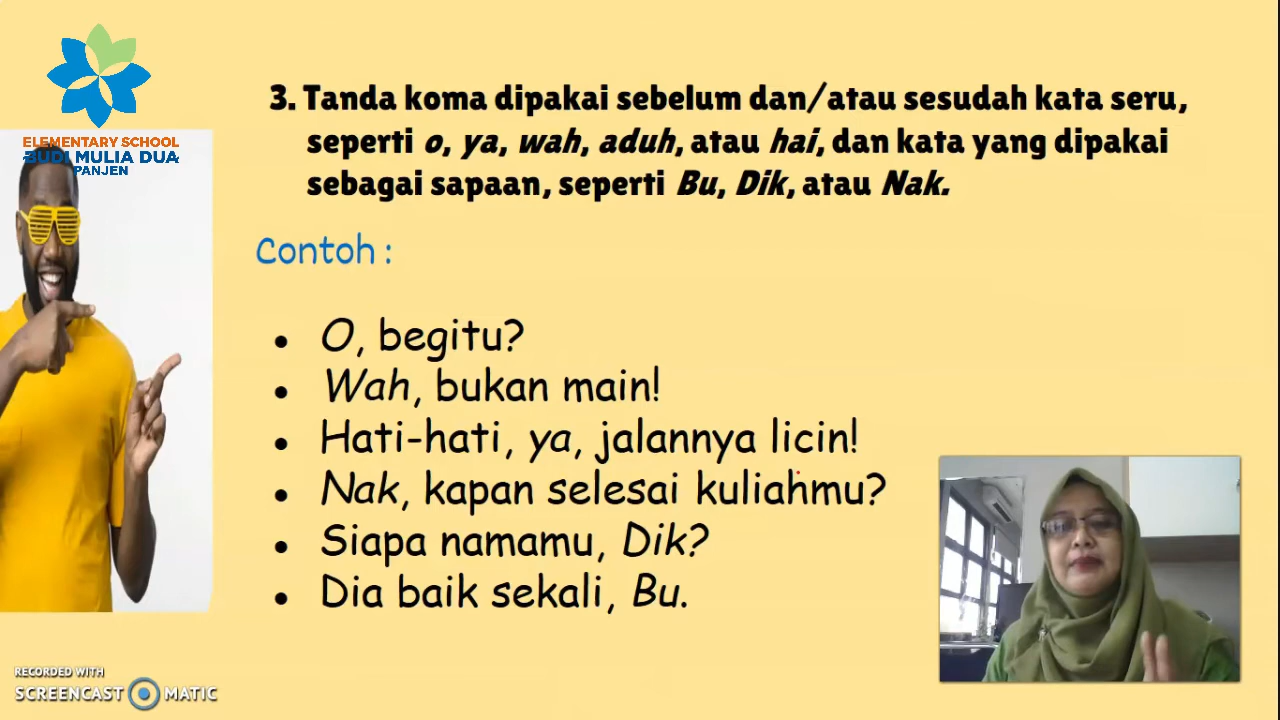 ELEMENTARY SCHOOL
BUDI MULIA DUA
PANJEN
3. Tanda koma dipakai sebelum dan/atau sesudah kata seru,
seperti o, ya, wah, aduh, atau hai, dan kata yang dipakai
sebagai sapaan, seperti Bu, Dik, atau Nak.
Contoh :
• O, begitu?
• Wah, bukan main!
• Hati-hati, ya, jalannya licin!
• Nak, kapan selesai kuliahmu?
• Siapa namamu, Dik?
• Dia baik sekali, Bu.
RECORDED WITH
SCREENCAST MATIC